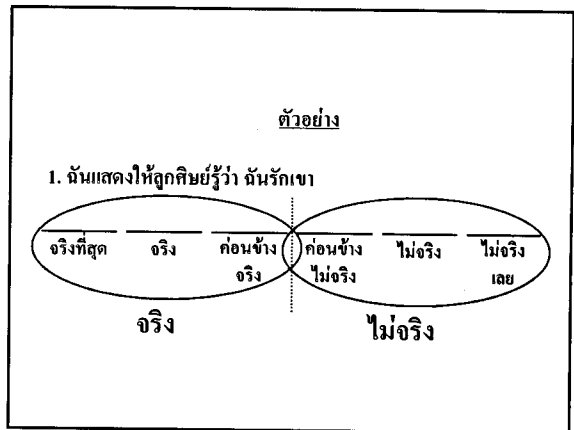 ตัวอย่าง
1. ฉันแสดงให้ลูกศิษย์รู้ว่า ฉันรักเขา
จริงที่สุด จริง ค่อนข้าง ค่อนข้าง ไม่จริง ไม่จริง
จริง ไม่จริง เลย
จริง ไม่จริง